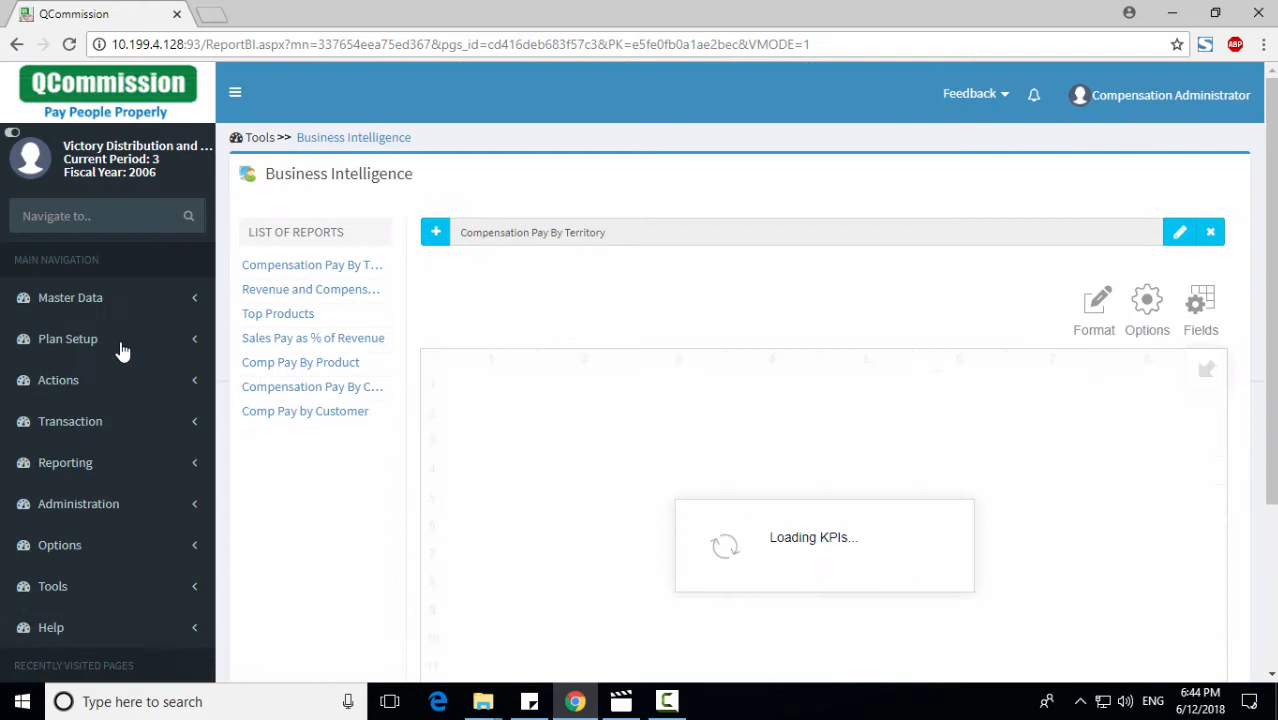 QCommission
10.199.4.128:93/ReportBI.aspx?mn=337654eea75ed367&pgs_id=cd416deb683f57c3&PK=e5fe0fb0a1ae2bec&VMODE=1
ABP
QCommission
Pay People Properly
Feedback
Compensation Administrator
Victory Distribution and ...
Current Period: 3
Fiscal Year: 2006
Navigate to..
MAIN NAVIGATION
Master Data
Plan Setup
Actions
Transaction
Reporting
Administration
Options
Tools
Help
RECENTLY VISITED PAGES
Tools >> Business Intelligence
Business Intelligence
LIST OF REPORTS
Compensation Pay By T...
Revenue and Compens...
Top Products
Sales Pay as % of Revenue
Comp Pay By Product
Compensation Pay By C...
Comp Pay by Customer
Compensation Pay By Territory
Format Options Fields
Loading KPIs...
Type here to search
ENG
6:44 PM
6/12/2018